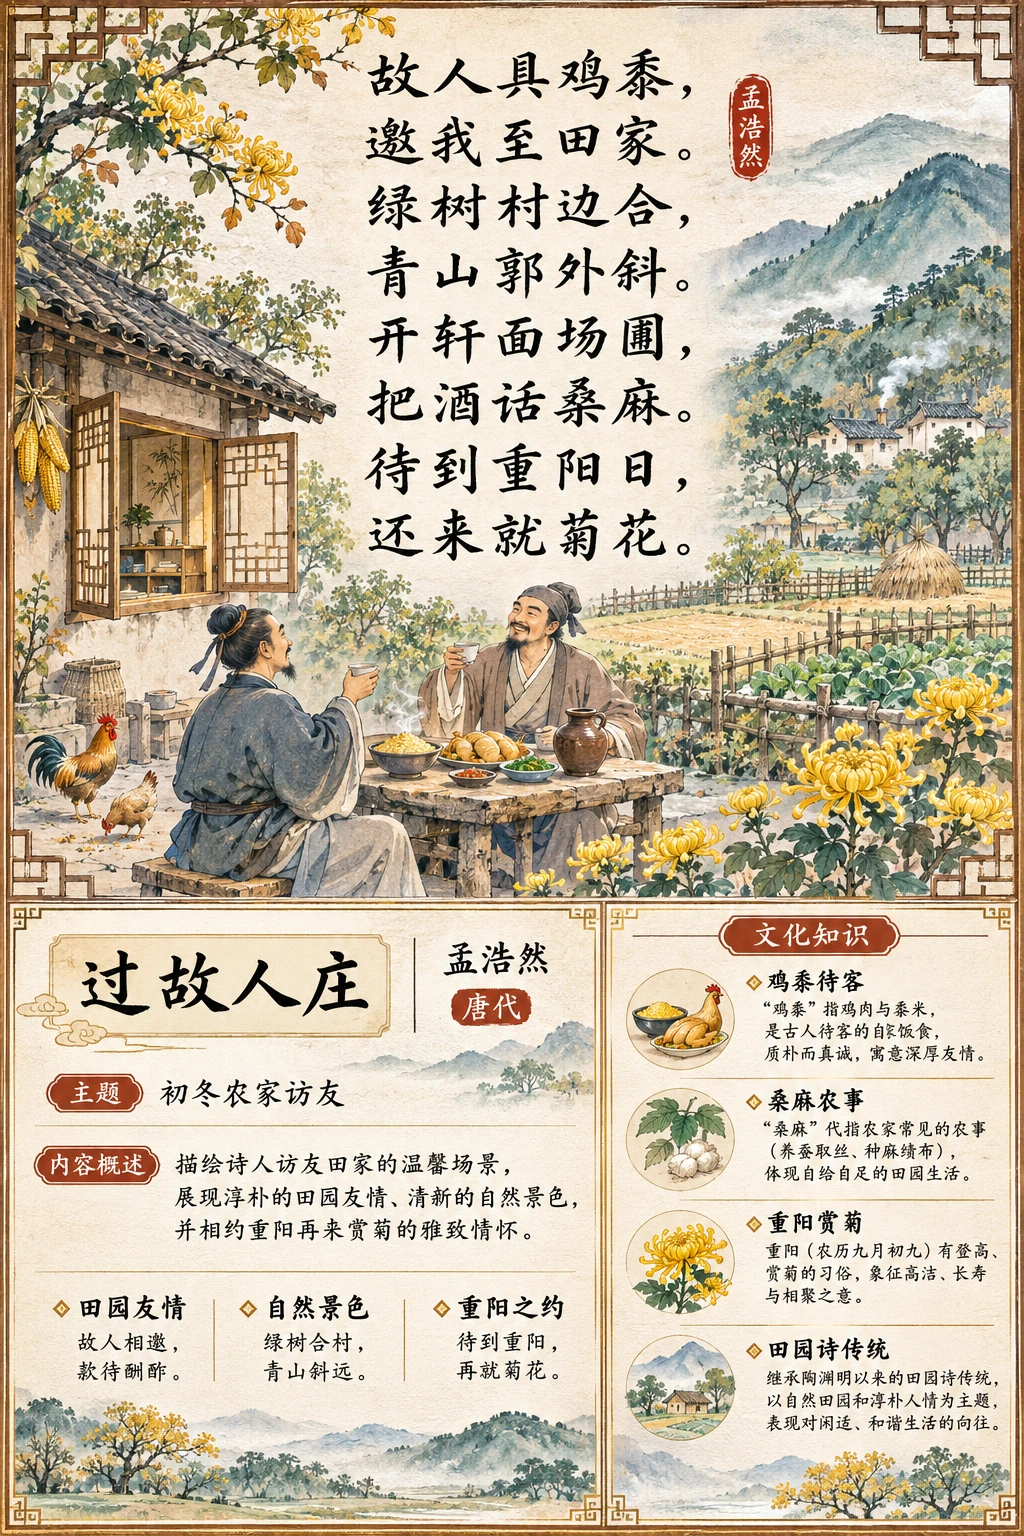 故人具鸡黍，
邀我至田家。
绿树村边合，
青山郭外斜。
开轩面场圃，
把酒话桑麻。
待到重阳日，
还来就菊花。
孟浩然
过故人庄
孟浩然
唐代
主题
初冬农家访友
内容概述
描绘诗人访友田家的温馨场景，
展现淳朴的田园友情、清新的自然景色，
并相约重阳再来赏菊的雅致情怀。
田园友情
故人相邀，
款待酬酢。
自然景色
绿树合村，
青山斜远。
重阳之约
待到重阳，
再就菊花。
文化知识
鸡黍待客
“鸡黍”指鸡肉与黍米，
是古人待客的自家饭食，
质朴而真诚，寓意深厚友情。
桑麻农事
“桑麻”代指农家常见的农事
（养蚕取丝、种麻绩布），
体现自给自足的田园生活。
重阳赏菊
重阳（农历九月初九）有登高、
赏菊的习俗，象征高洁、长寿
与相聚之意。
田园诗传统
继承陶渊明以来的田园诗传统，
以自然田园和淳朴人情为主题，
表现对闲适、和谐生活的向往。